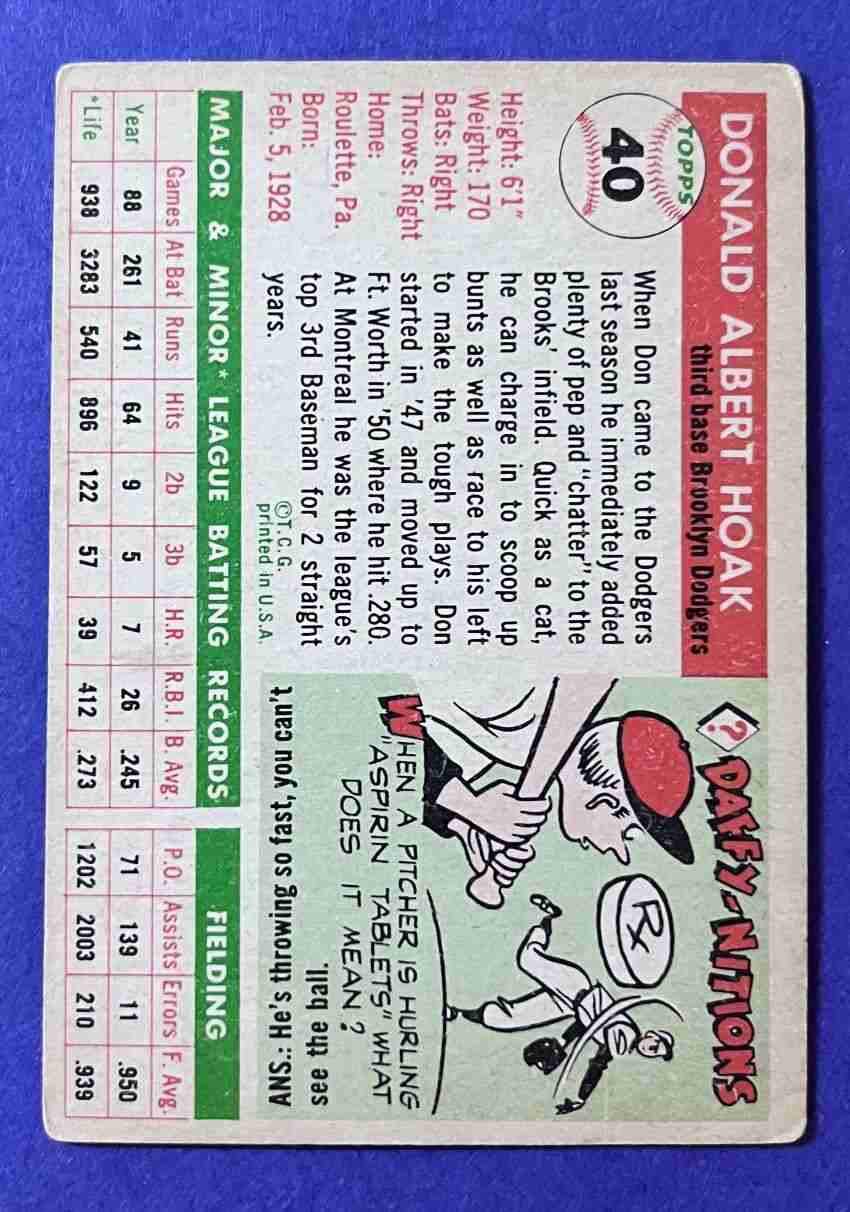 TOPPS
40
DONALD ALBERT HOAK
third base Brooklyn Dodgers
Height: 6'1"
Weight: 170
Bats: Right
Throws: Right
Home:
Roulette, Pa.
Born:
Feb. 5, 1928
When Don came to the Dodgers
last season he immediately added
plenty of pep and "chatter" to the
Brooks' infield. Quick as a cat,
he can charge in to scoop up
bunts as well as race to his left
to make the tough plays. Don
started in '47 and moved up to
Ft. Worth in '50 where he hit .280.
At Montreal he was the league's
top 3rd Baseman for 2 straight
years.
©T.C.G.
printed in U.S.A.
? DAFFY-NITIONS
Rx
WHEN A PITCHER IS HURLING
"ASPIRIN TABLETS" WHAT
DOES IT MEAN?
ANS.: He's throwing so fast, you can't
see the ball.
MAJOR & MINOR* LEAGUE BATTING RECORDS
FIELDING
Games At Bat Runs Hits 2b 3b H.R. R.B.I. B. Avg. P.O. Assists Errors F. Avg.
Year 88 261 41 64 9 5 7 26 .245 71 139 11 .950
*Life 938 3283 540 896 122 57 39 412 .273 1202 2003 210 .939